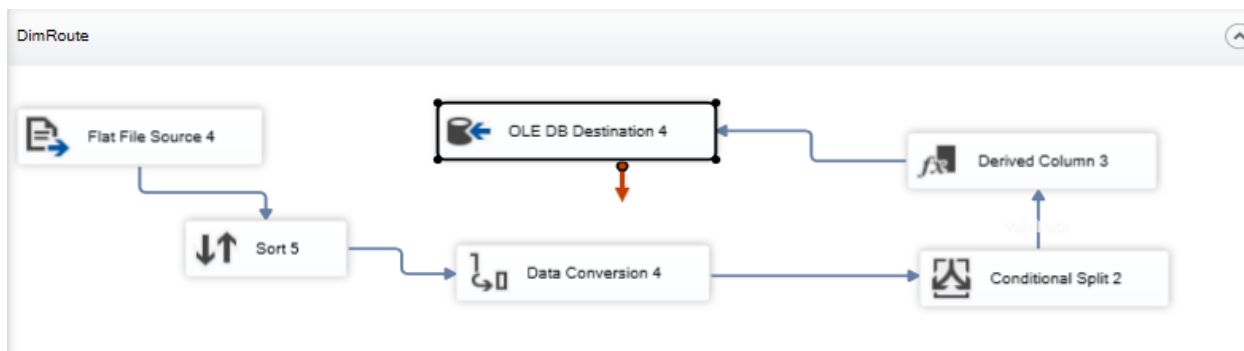 DimRoute
Flat File Source 4
OLE DB Destination 4
Derived Column 3
Sort 5
Data Conversion 4
Conditional Split 2